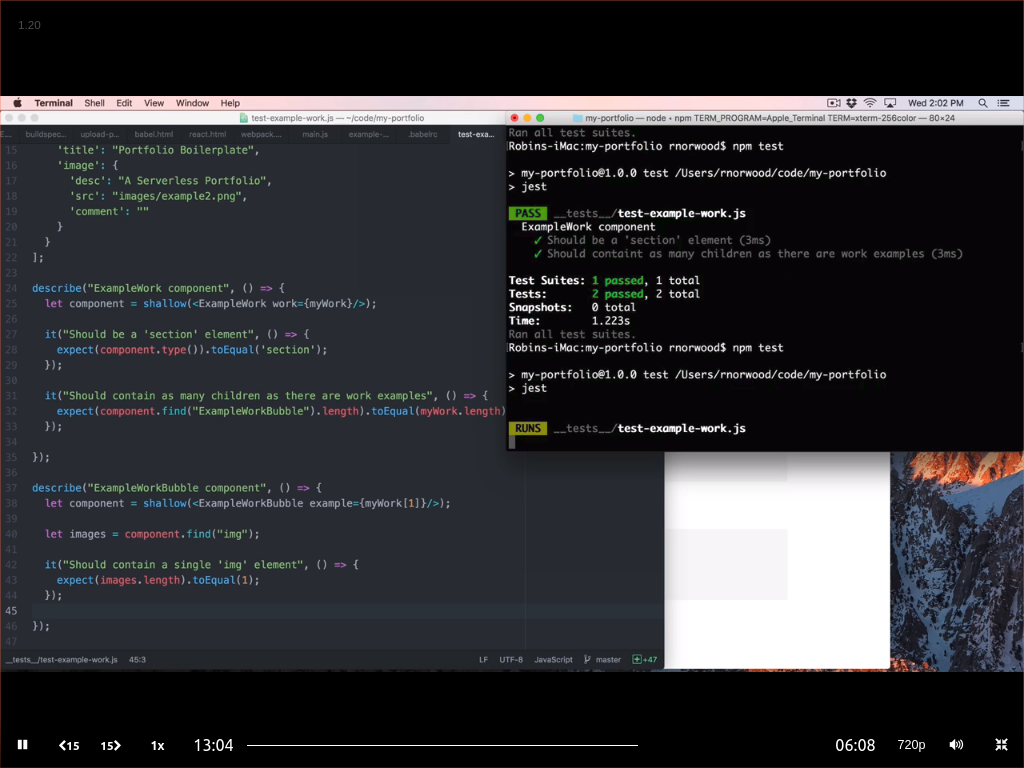 1.20
Terminal Shell Edit View Window Help
Wed 2:02 PM
test-example-work.js — ~/code/my-portfolio
E... buildspec... upload-p... babel.html react.html webpack.... main.js example-... .babelrc test-exa...
15 'title': "Portfolio Boilerplate",
16 'image': {
17 'desc': "A Serverless Portfolio",
18 'src': "images/example2.png",
19 'comment': ""
20 }
21 }
22 ];
23
24 describe("ExampleWork component", () => {
25 let component = shallow(<ExampleWork work={myWork}/>);
26
27 it("Should be a 'section' element", () => {
28 expect(component.type()).toEqual('section');
29 });
30
31 it("Should contain as many children as there are work examples", () => {
32 expect(component.find("ExampleWorkBubble").length).toEqual(myWork.length)
33 });
34
35 });
36
37 describe("ExampleWorkBubble component", () => {
38 let component = shallow(<ExampleWorkBubble example={myWork[1]}/>);
39
40 let images = component.find("img");
41
42 it("Should contain a single 'img' element", () => {
43 expect(images.length).toEqual(1);
44 });
45
46 });
47
__tests__/test-example-work.js 45:3 LF UTF-8 JavaScript master +47
my-portfolio — node • npm TERM_PROGRAM=Apple_Terminal TERM=xterm-256color — 80×24
Ran all test suites.
Robins-iMac:my-portfolio rnorwood$ npm test
> my-portfolio@1.0.0 test /Users/rnorwood/code/my-portfolio
> jest
PASS __tests__/test-example-work.js
ExampleWork component
✓ Should be a 'section' element (3ms)
✓ Should containt as many children as there are work examples (3ms)
Test Suites: 1 passed, 1 total
Tests: 2 passed, 2 total
Snapshots: 0 total
Time: 1.223s
Ran all test suites.
Robins-iMac:my-portfolio rnorwood$ npm test
> my-portfolio@1.0.0 test /Users/rnorwood/code/my-portfolio
> jest
RUNS __tests__/test-example-work.js
15 15 1x 13:04 06:08 720p